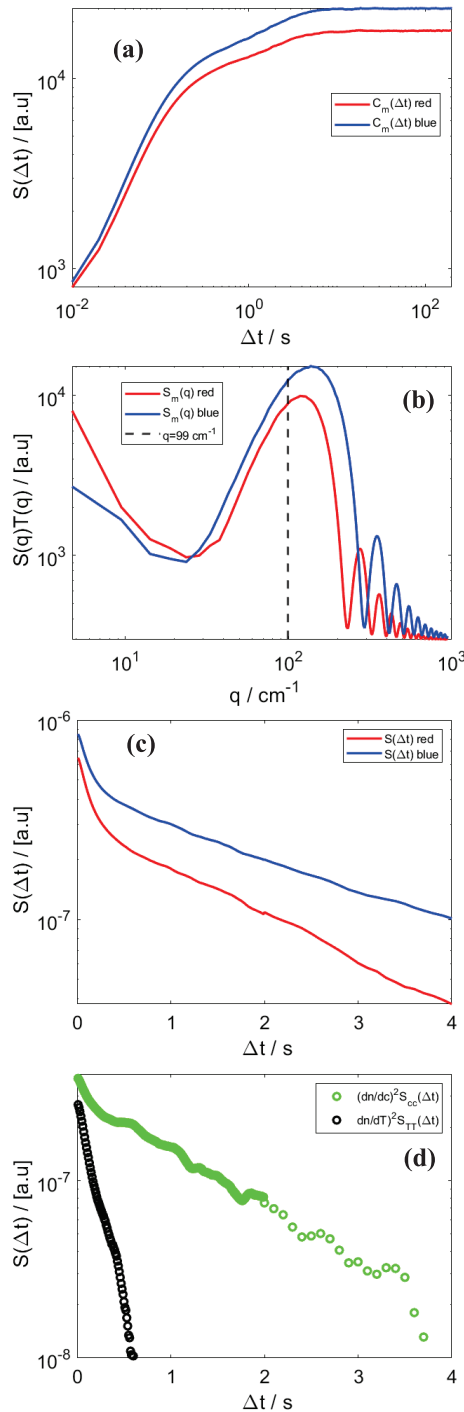 (a)
S(Δt) / [a.u]
10^4
10^3
C_m(Δt) red
C_m(Δt) blue
10^-2
10^0
10^2
Δt / s
(b)
S(q)T(q) / [a.u]
10^4
10^3
S_m(q) red
S_m(q) blue
q=99 cm^-1
10^1
10^2
10^3
q / cm^-1
(c)
S(Δt) / [a.u]
10^-6
10^-7
S(Δt) red
S(Δt) blue
0 1 2 3 4
Δt / s
(d)
S(Δt) / [a.u]
10^-7
10^-8
(dn/dc)^2S_cc(Δt)
dn/dT)^2S_TT(Δt)
0 1 2 3 4
Δt / s